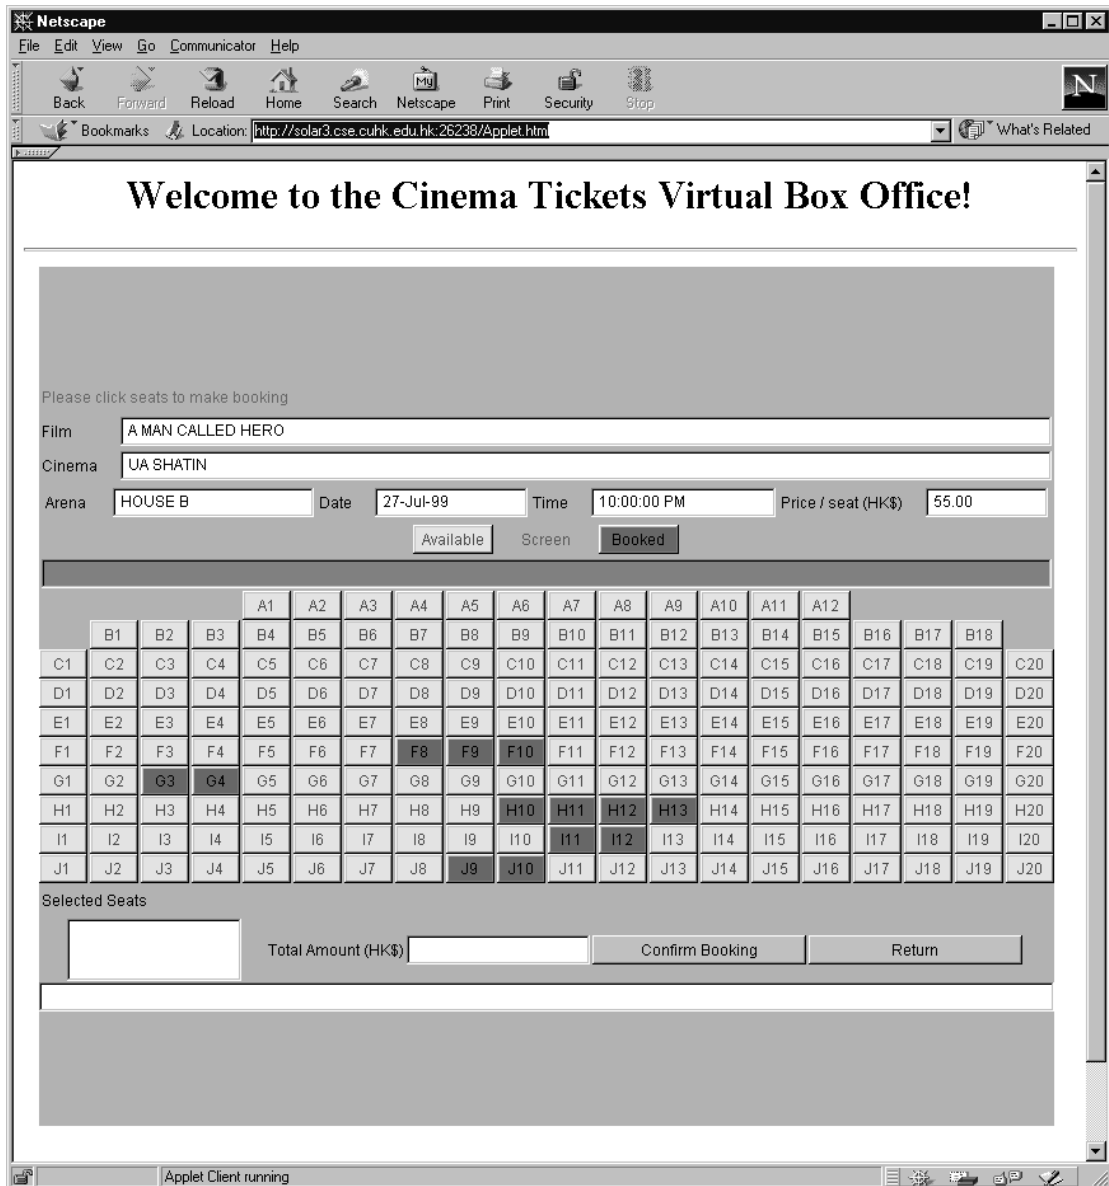 Netscape
File Edit View Go Communicator Help
My
N
Back Forward Reload Home Search Netscape Print Security Stop
Bookmarks Location: http://solar3.cse.cuhk.edu.hk:26238/Applet.html What's Related
Welcome to the Cinema Tickets Virtual Box Office!
Please click seats to make booking
Film A MAN CALLED HERO
Cinema UA SHATIN
Arena HOUSE B Date 27-Jul-99 Time 10:00:00 PM Price / seat (HK$) 55.00
Available Screen Booked
A1 A2 A3 A4 A5 A6 A7 A8 A9 A10 A11 A12
B1 B2 B3 B4 B5 B6 B7 B8 B9 B10 B11 B12 B13 B14 B15 B16 B17 B18
C1 C2 C3 C4 C5 C6 C7 C8 C9 C10 C11 C12 C13 C14 C15 C16 C17 C18 C19 C20
D1 D2 D3 D4 D5 D6 D7 D8 D9 D10 D11 D12 D13 D14 D15 D16 D17 D18 D19 D20
E1 E2 E3 E4 E5 E6 E7 E8 E9 E10 E11 E12 E13 E14 E15 E16 E17 E18 E19 E20
F1 F2 F3 F4 F5 F6 F7 F8 F9 F10 F11 F12 F13 F14 F15 F16 F17 F18 F19 F20
G1 G2 G3 G4 G5 G6 G7 G8 G9 G10 G11 G12 G13 G14 G15 G16 G17 G18 G19 G20
H1 H2 H3 H4 H5 H6 H7 H8 H9 H10 H11 H12 H13 H14 H15 H16 H17 H18 H19 H20
I1 I2 I3 I4 I5 I6 I7 I8 I9 I10 I11 I12 I13 I14 I15 I16 I17 I18 I19 I20
J1 J2 J3 J4 J5 J6 J7 J8 J9 J10 J11 J12 J13 J14 J15 J16 J17 J18 J19 J20
Selected Seats
Total Amount (HK$) Confirm Booking Return
Applet Client running